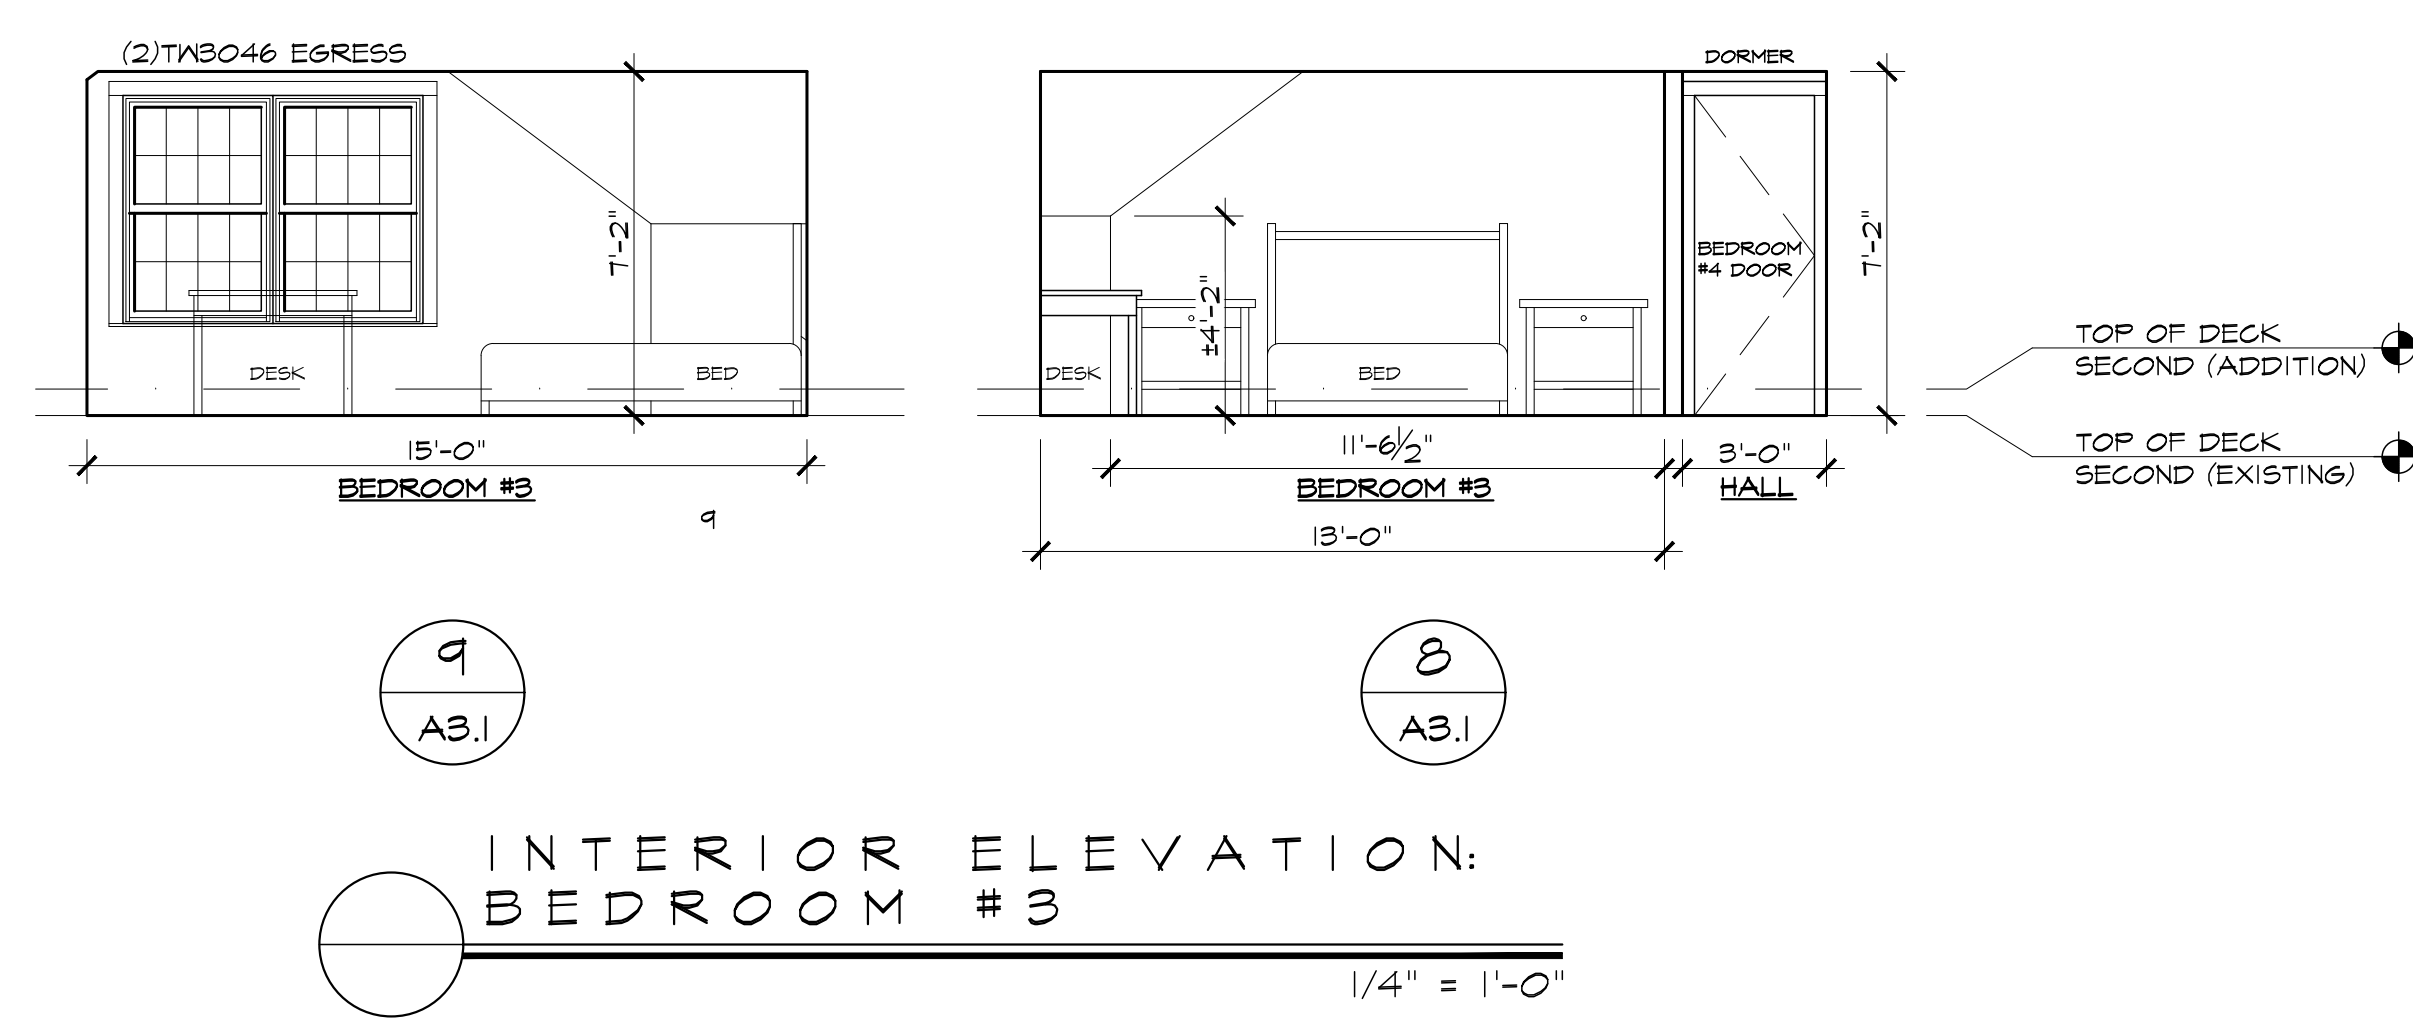 (2)TW3046 EGRESS
DORMER
7'-2"
±4'-2"
BEDROOM
#4 DOOR
7'-2"
DESK
BED
DESK
BED
TOP OF DECK
SECOND (ADDITION)
15'-0"
BEDROOM #3
9
11'-6½"
BEDROOM #3
3'-0"
HALL
13'-0"
TOP OF DECK
SECOND (EXISTING)
9
A3.1
8
A3.1
INTERIOR ELEVATION:
BEDROOM #3
1/4" = 1'-0"